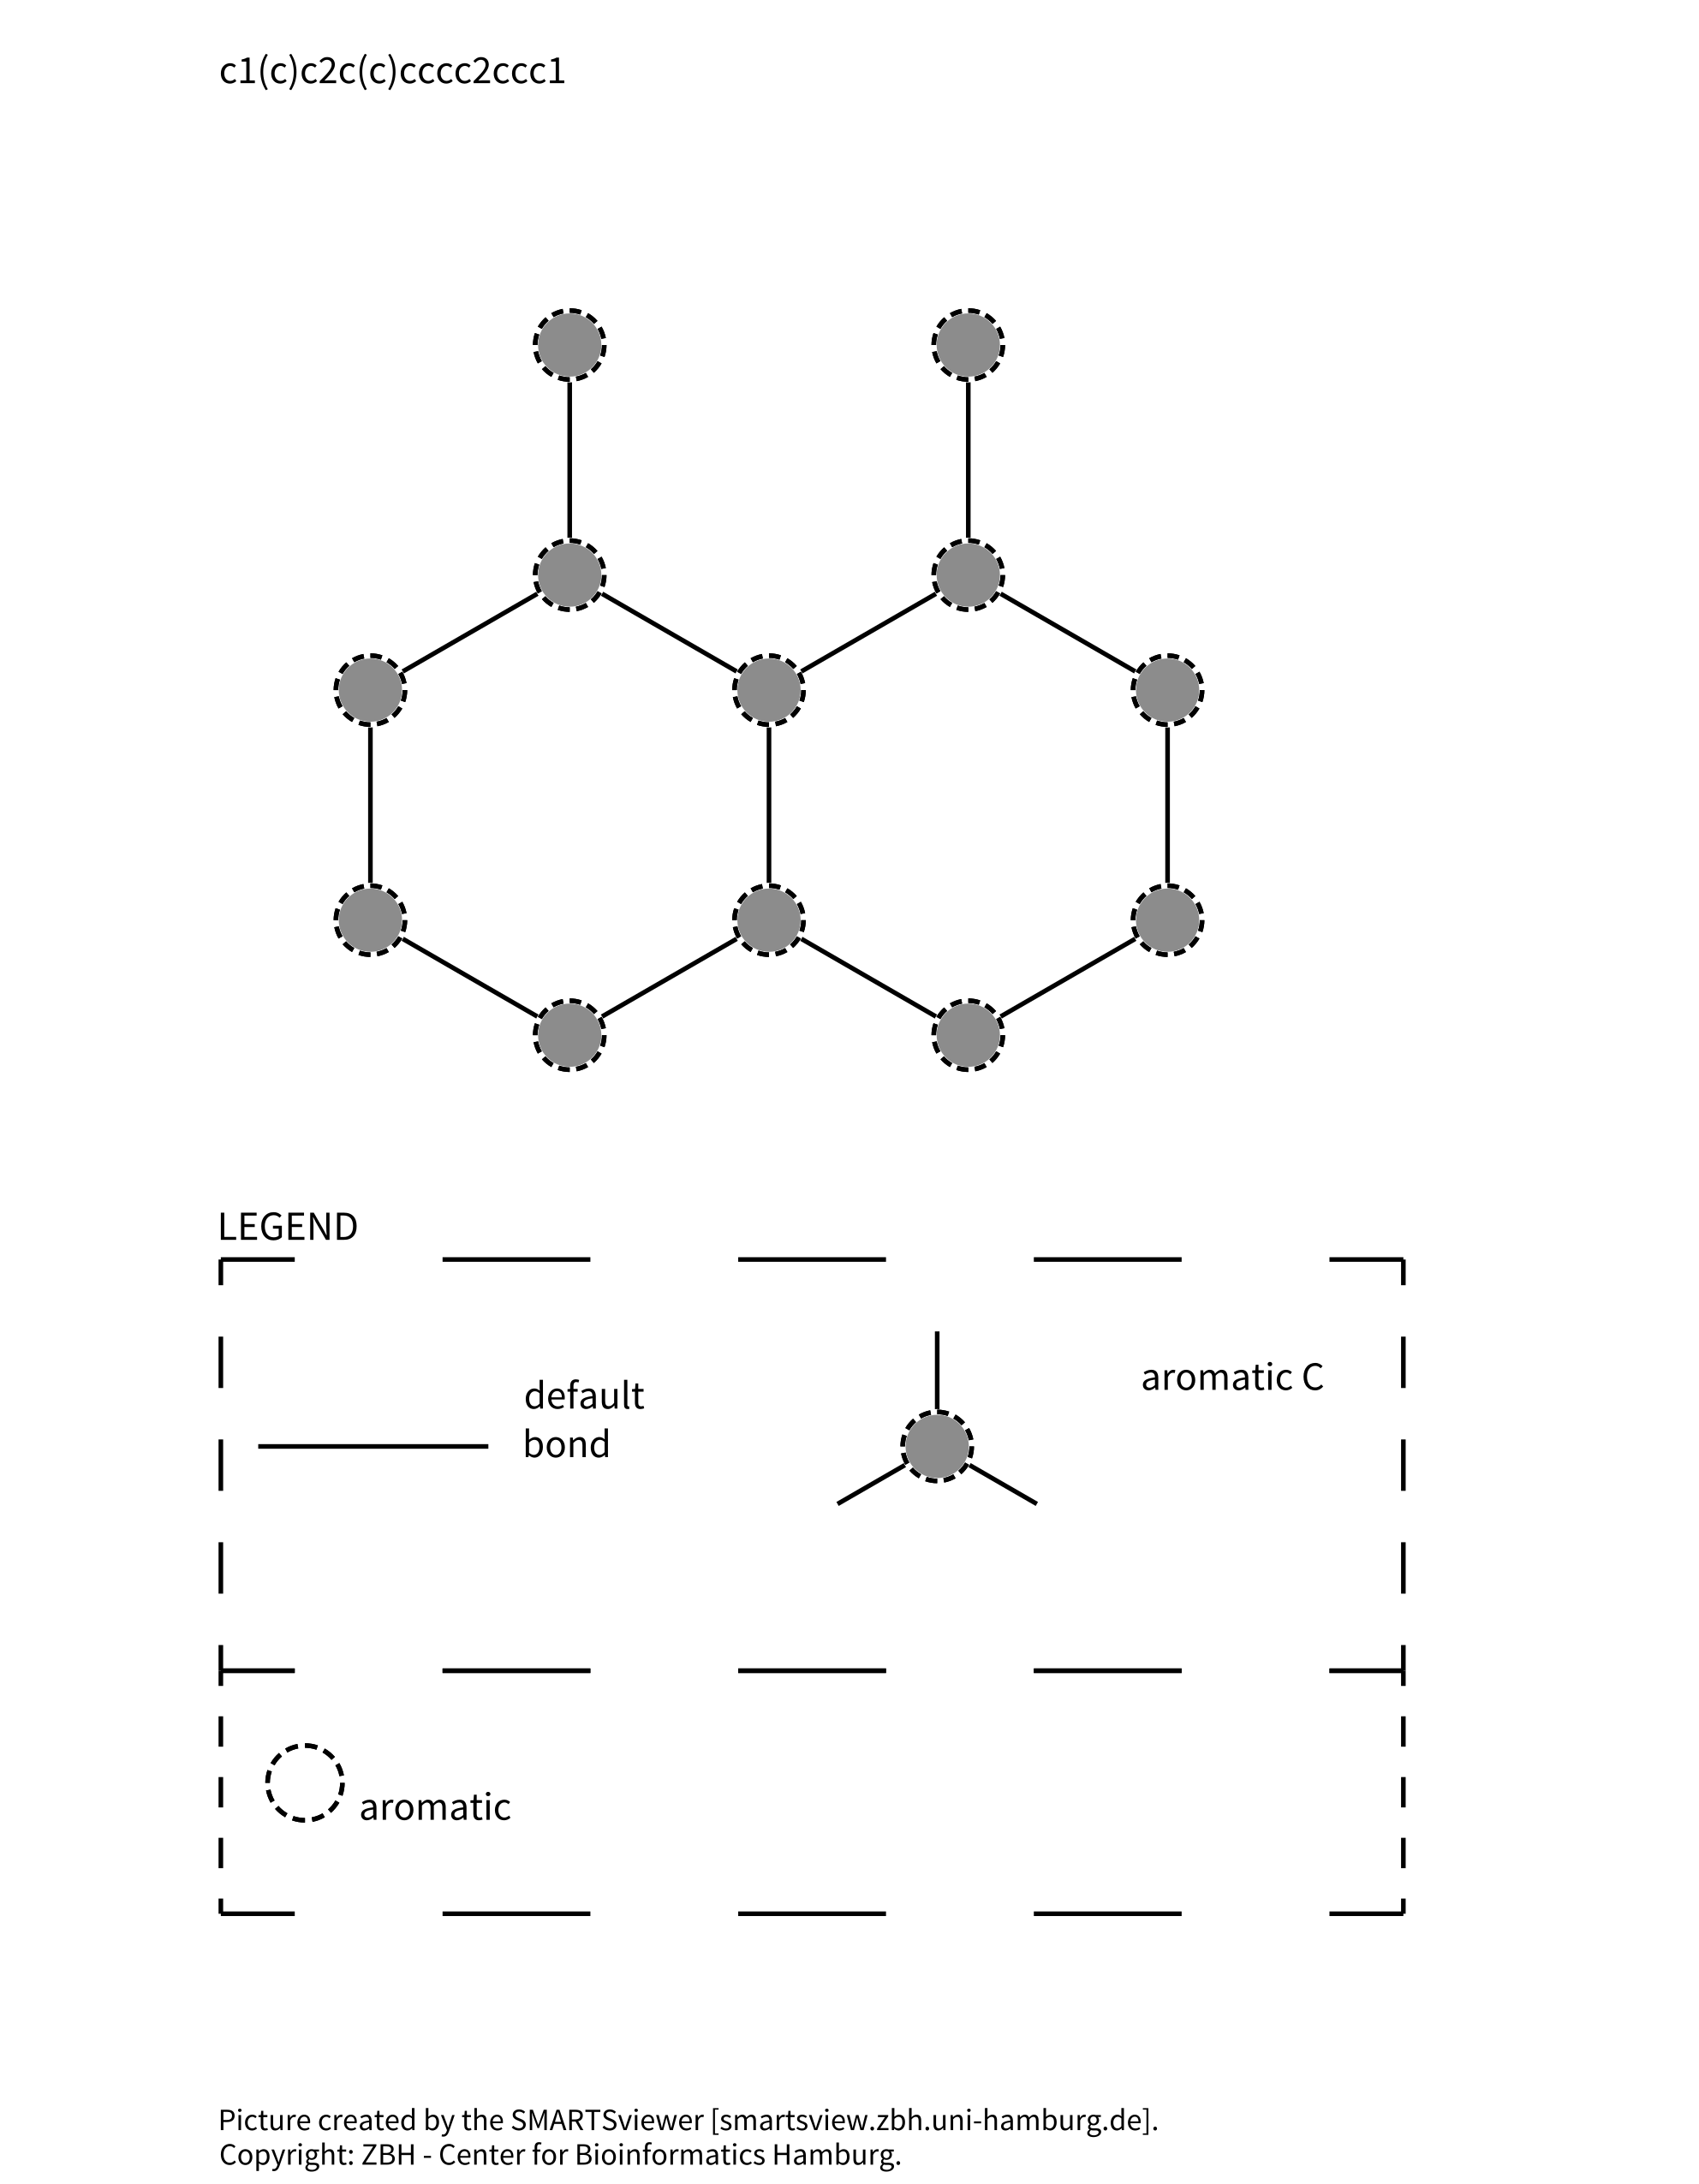 c1(c)c2c(c)cccc2ccc1
LEGEND
default
bond
aromatic C
aromatic
Picture created by the SMARTSviewer [smartsview.zbh.uni-hamburg.de].
Copyright: ZBH - Center for Bioinformatics Hamburg.